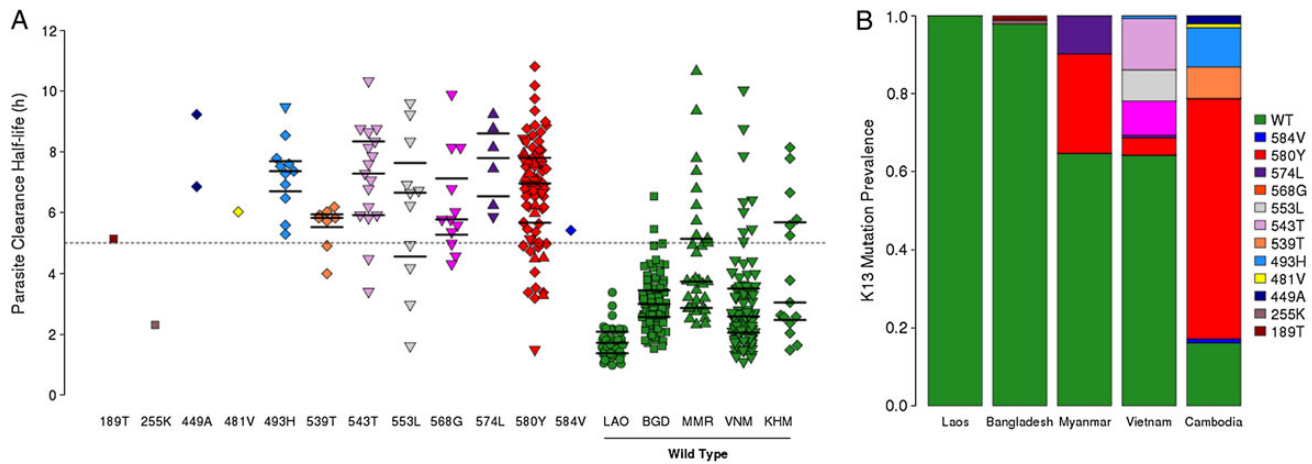 A
Parasite Clearance Half-life (h)
12
10
8
6
4
2
0
189T 255K 449A 481V 493H 539T 543T 553L 568G 574L 580Y 584V LAO BGD MMR VNM KHM
Wild Type
B
K13 Mutation Prevalence
1.0
0.8
0.6
0.4
0.2
0.0
Laos Bangladesh Myanmar Vietnam Cambodia
WT
584V
580Y
574L
568G
553L
543T
539T
493H
481V
449A
255K
189T